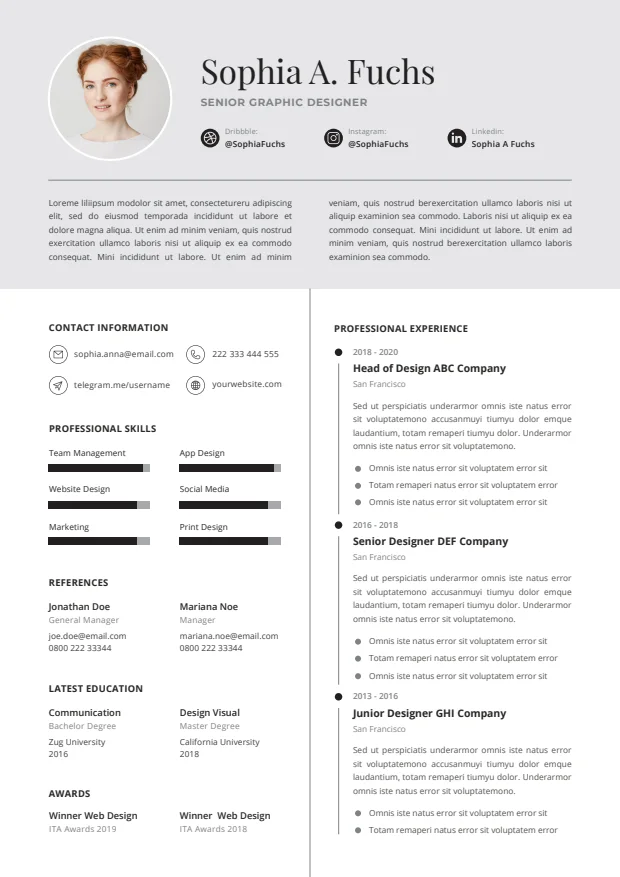 Sophia A. Fuchs
SENIOR GRAPHIC DESIGNER
Dribbble:
@SophiaFuchs
Instagram:
@SophiaFuchs
Linkedin:
Sophia A Fuchs
Loreme liliipsum modolor sit amet, consectetureru adipiscing
elit, sed do eiusmod temporada incididunt ut labore et
dolore magna aliqua. Ut enim ad minim veniam, quis nostrud
exercitation ullamco laboris nisi ut aliquip ex ea commodo
consequat. Mini incididunt ut labore. Ut enim ad minim
veniam, quis nostrud berexercitation ullamco laboris nisi ut
aliquip examinion sea commodo. Laboris nisi ut aliquip ex ea
commodo consequat. Mini incididunt ut labore. Ut enim ad
minim veniam, quis nostrud berexercitation ullamco laboris
examinion sea commodo.
CONTACT INFORMATION
sophia.anna@email.com
222 333 444 555
telegram.me/username
yourwebsite.com
PROFESSIONAL SKILLS
Team Management
App Design
Website Design
Social Media
Marketing
Print Design
REFERENCES
Jonathan Doe
General Manager
joe.doe@email.com
0800 222 33344
Mariana Noe
Manager
mariana.noe@email.com
0800 222 33344
LATEST EDUCATION
Communication
Bachelor Degree
Zug University
2016
Design Visual
Master Degree
California University
2018
AWARDS
Winner Web Design
ITA Awards 2019
Winner  Web Design
ITA Awards 2018
PROFESSIONAL EXPERIENCE
2018 - 2020
Head of Design ABC Company
San Francisco
Sed ut perspiciatis underarmor omnis iste natus error
sit voluptatemono accusanmuyi tiumyu dolor emque
laudantium, totam remaperi tiumyu dolor. Underarmor
omnis iste natus error sit voluptatemono.
Omnis iste natus error sit voluptatem error sit
Totam remaperi natus error sit voluptatem error
Omnis iste natus error sit voluptatem error sit
2016 - 2018
Senior Designer DEF Company
San Francisco
Sed ut perspiciatis underarmor omnis iste natus error
sit voluptatemono accusanmuyi tiumyu dolor emque
laudantium, totam remaperi tiumyu dolor. Underarmor
omnis iste natus error sit voluptatemono.
Omnis iste natus error sit voluptatem error sit
Totam remaperi natus error sit voluptatem error
Omnis iste natus error sit voluptatem error sit
2013 - 2016
Junior Designer GHI Company
San Francisco
Sed ut perspiciatis underarmor omnis iste natus error
sit voluptatemono accusanmuyi tiumyu dolor emque
laudantium, totam remaperi tiumyu dolor. Underarmor
omnis iste natus error sit voluptatemono.
Omnis iste natus error sit voluptatem error sit
Totam remaperi natus error sit voluptatem error